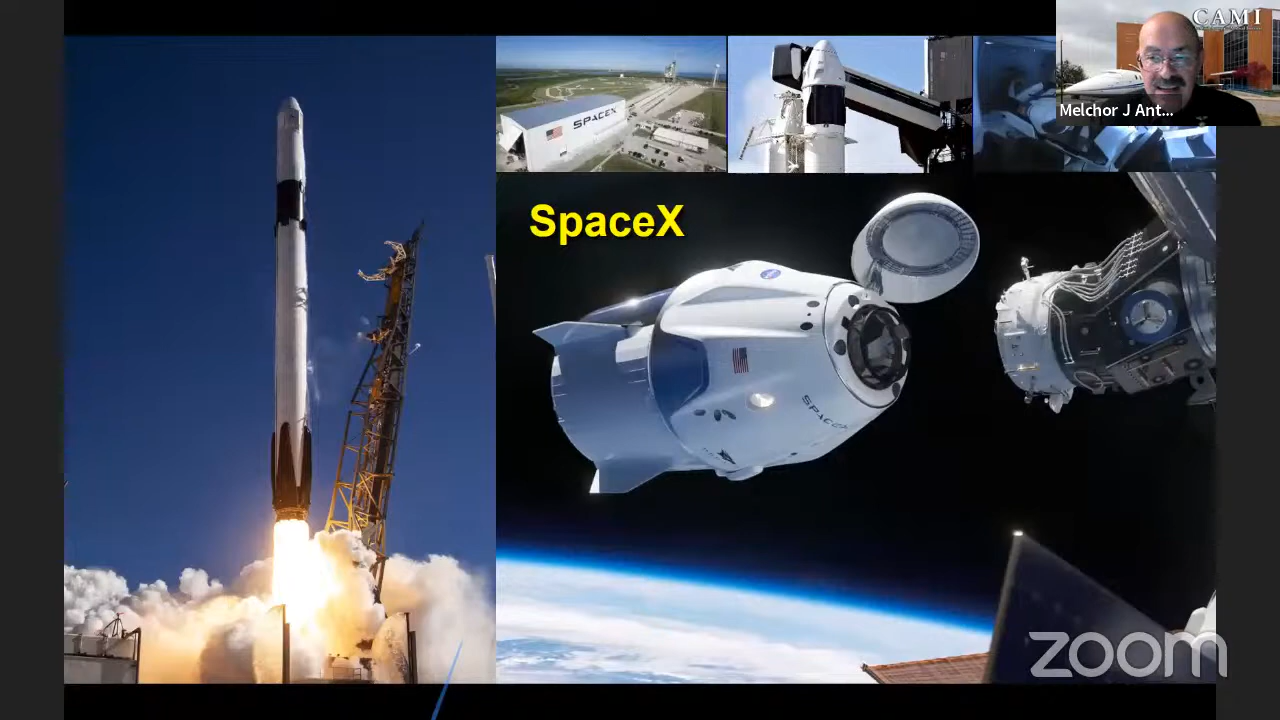 CAMI
Melchor J Ant...
SPACEX
SpaceX
SPACEX
zoom